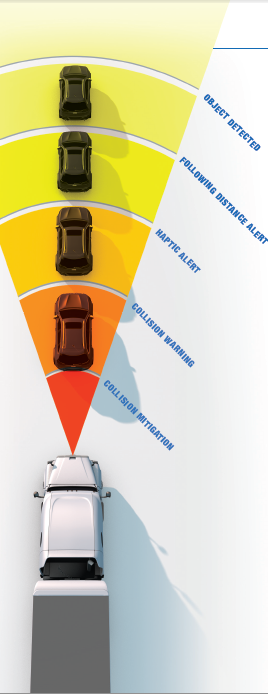 OBJECT DETECTED
FOLLOWING DISTANCE ALERT
HAPTIC ALERT
COLLISION WARNING
COLLISION MITIGATION